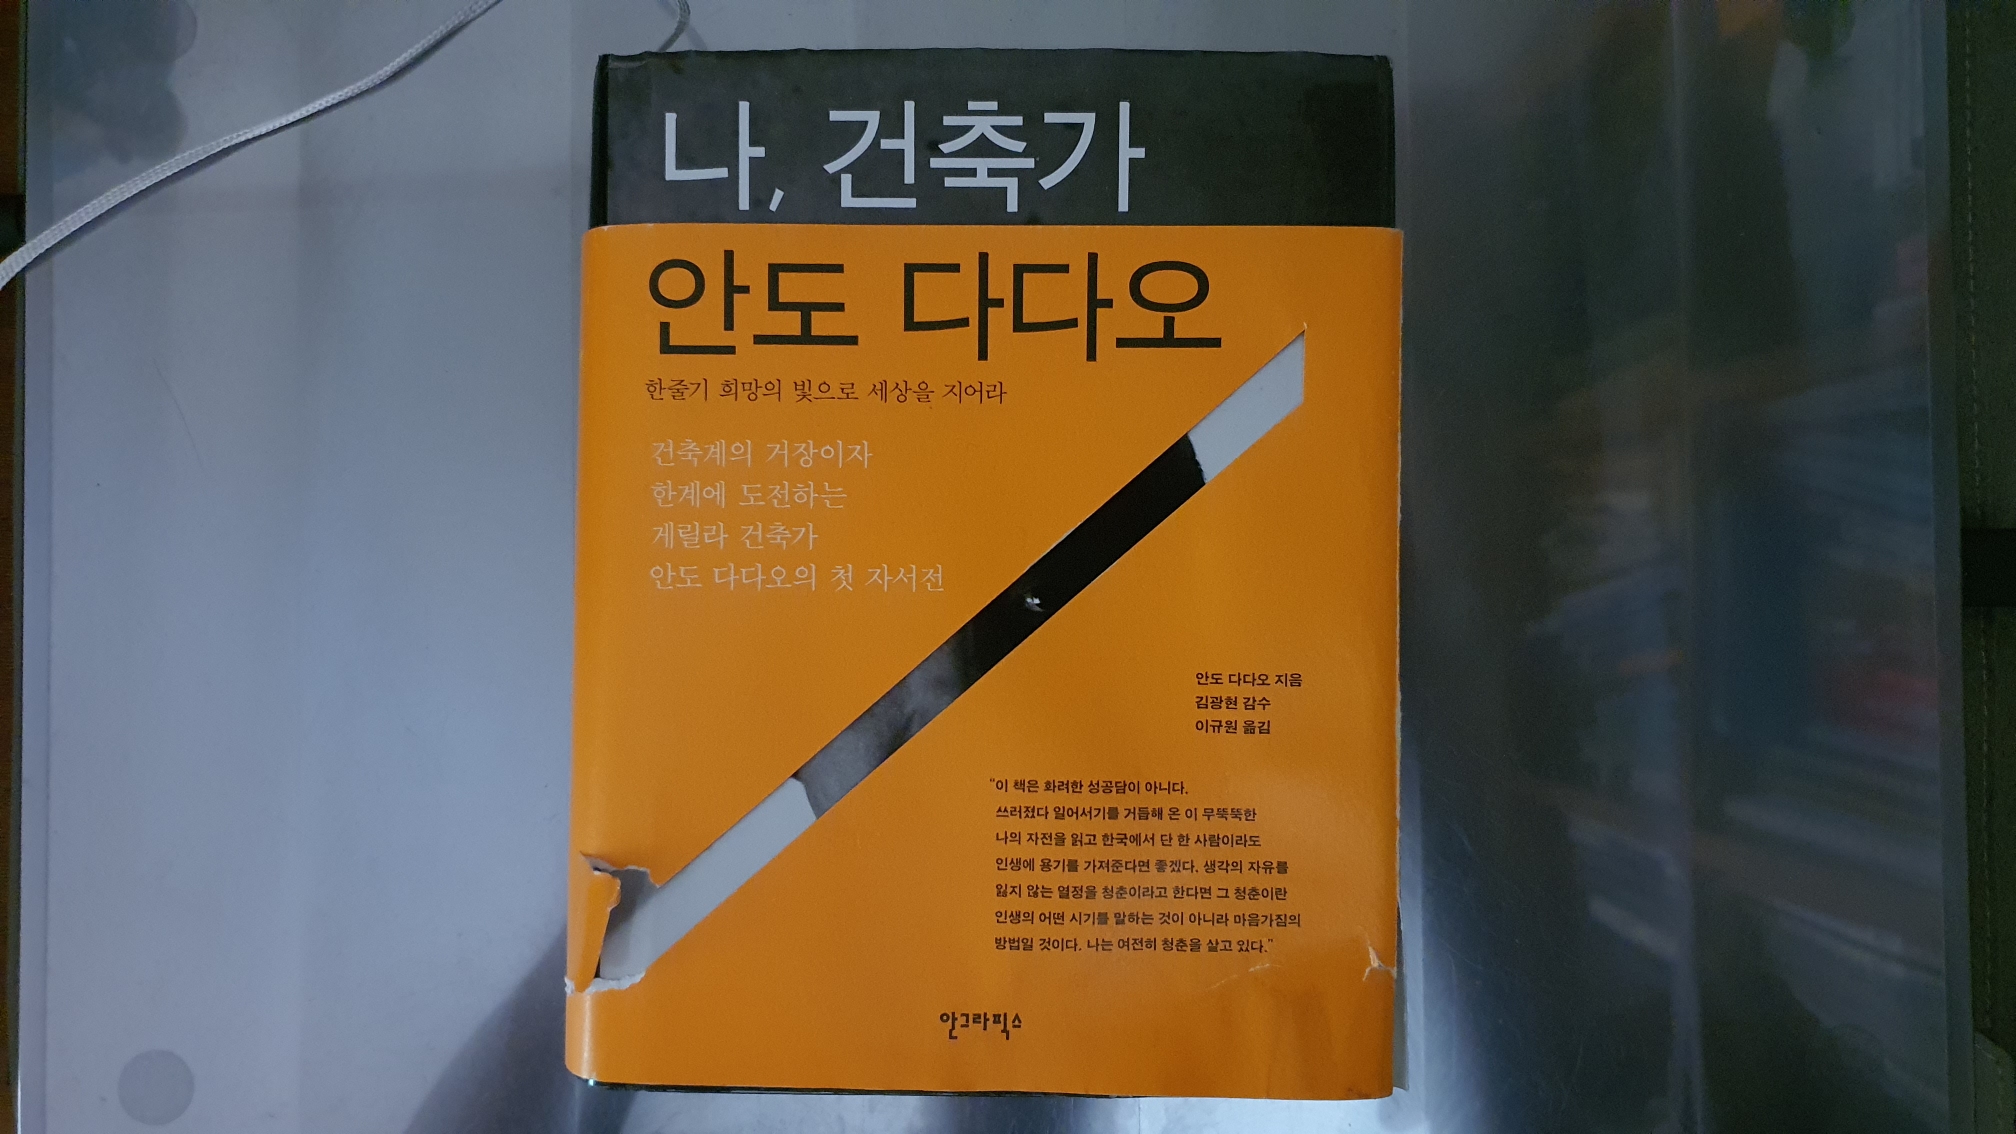 나, 건축가
안도 다다오
한줄기 희망의 빛으로 세상을 지어라
건축계의 거장이자
한계에 도전하는
게릴라 건축가
안도 다다오의 첫 자서전
안도 다다오 지음
김광현 감수
이규원 옮김
“이 책은 화려한 성공담이 아니다.
쓰러졌다 일어서기를 거듭해 온 이 무뚝뚝한
나의 자전을 읽고 한국에서 단 한 사람이라도
인생에 용기를 가져준다면 좋겠다. 생각의 자유를
잃지 않는 열정을 청춘이라고 한다면 그 청춘이란
인생의 어떤 시기를 말하는 것이 아니라 마음가짐의
방법일 것이다. 나는 여전히 청춘을 살고 있다.”
안그라픽스